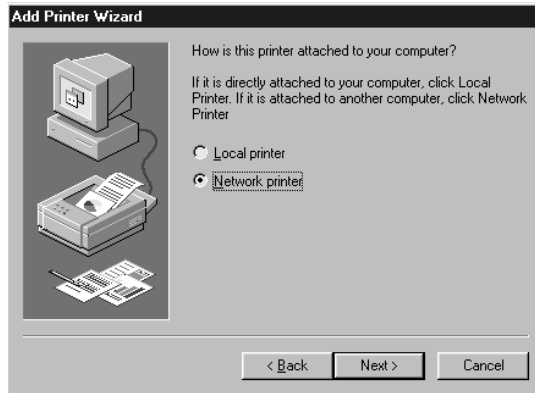 Add Printer Wizard
How is this printer attached to your computer?
If it is directly attached to your computer, click Local
Printer. If it is attached to another computer, click Network
Printer
Local printer
Network printer
< Back
Next >
Cancel